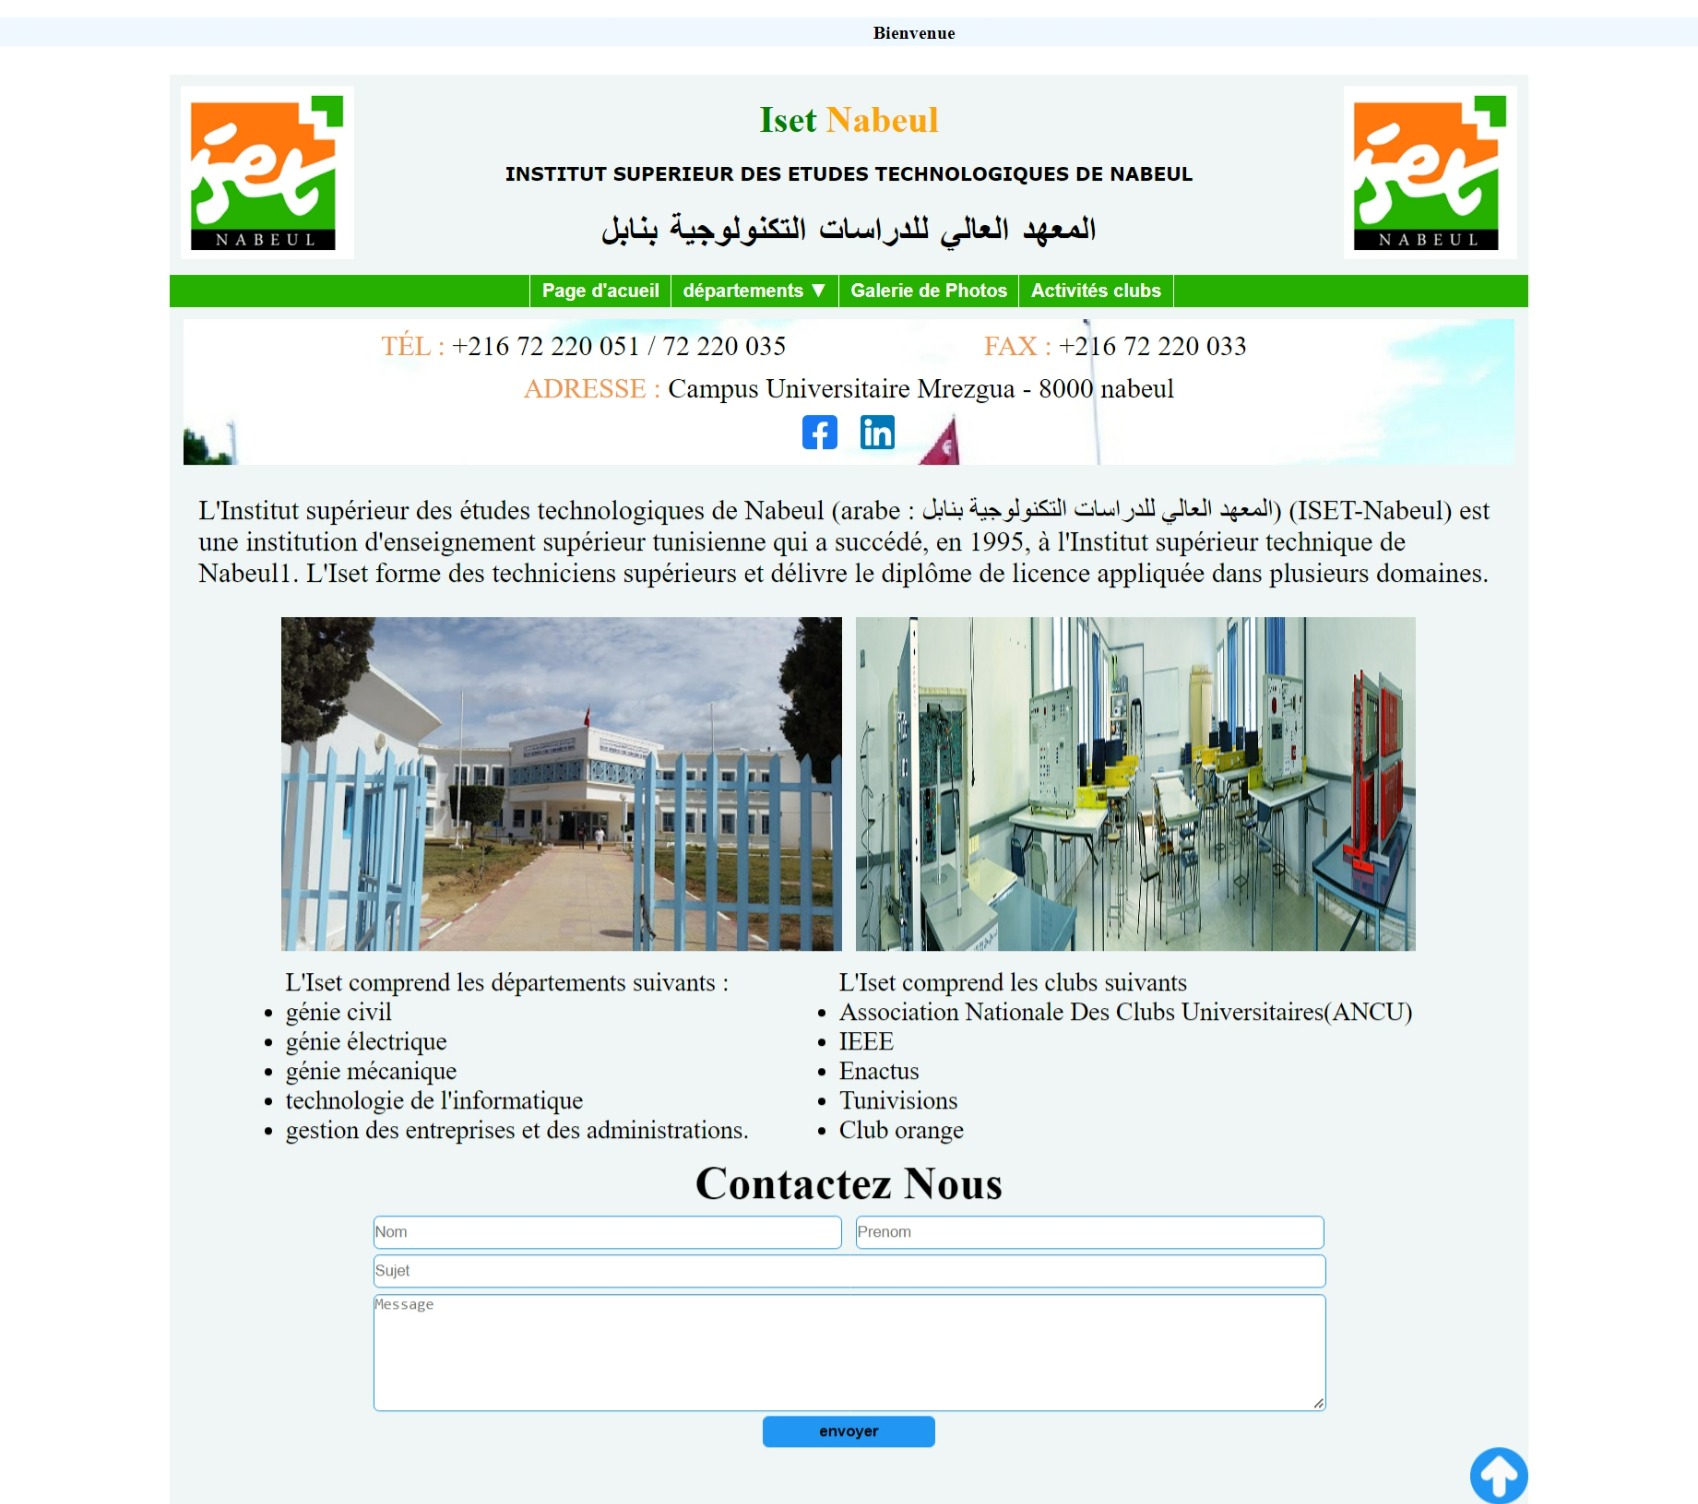 Bienvenue
iset
NABEUL
Iset Nabeul
INSTITUT SUPERIEUR DES ETUDES TECHNOLOGIQUES DE NABEUL
المعهد العالي للدراسات التكنولوجية بنابل
iset
NABEUL
Page d'acueil
départements ▼
Galerie de Photos
Activités clubs
TÉL : +216 72 220 051 / 72 220 035
FAX : +216 72 220 033
ADRESSE : Campus Universitaire Mrezgua - 8000 nabeul
f
in
L'Institut supérieur des études technologiques de Nabeul (arabe : المعهد العالي للدراسات التكنولوجية بنابل) (ISET-Nabeul) est
une institution d'enseignement supérieur tunisienne qui a succédé, en 1995, à l'Institut supérieur technique de
Nabeul1. L'Iset forme des techniciens supérieurs et délivre le diplôme de licence appliquée dans plusieurs domaines.
L'Iset comprend les départements suivants :
génie civil
génie électrique
génie mécanique
technologie de l'informatique
gestion des entreprises et des administrations.
L'Iset comprend les clubs suivants
Association Nationale Des Clubs Universitaires(ANCU)
IEEE
Enactus
Tunivisions
Club orange
Contactez Nous
Nom
Prenom
Sujet
Message
envoyer